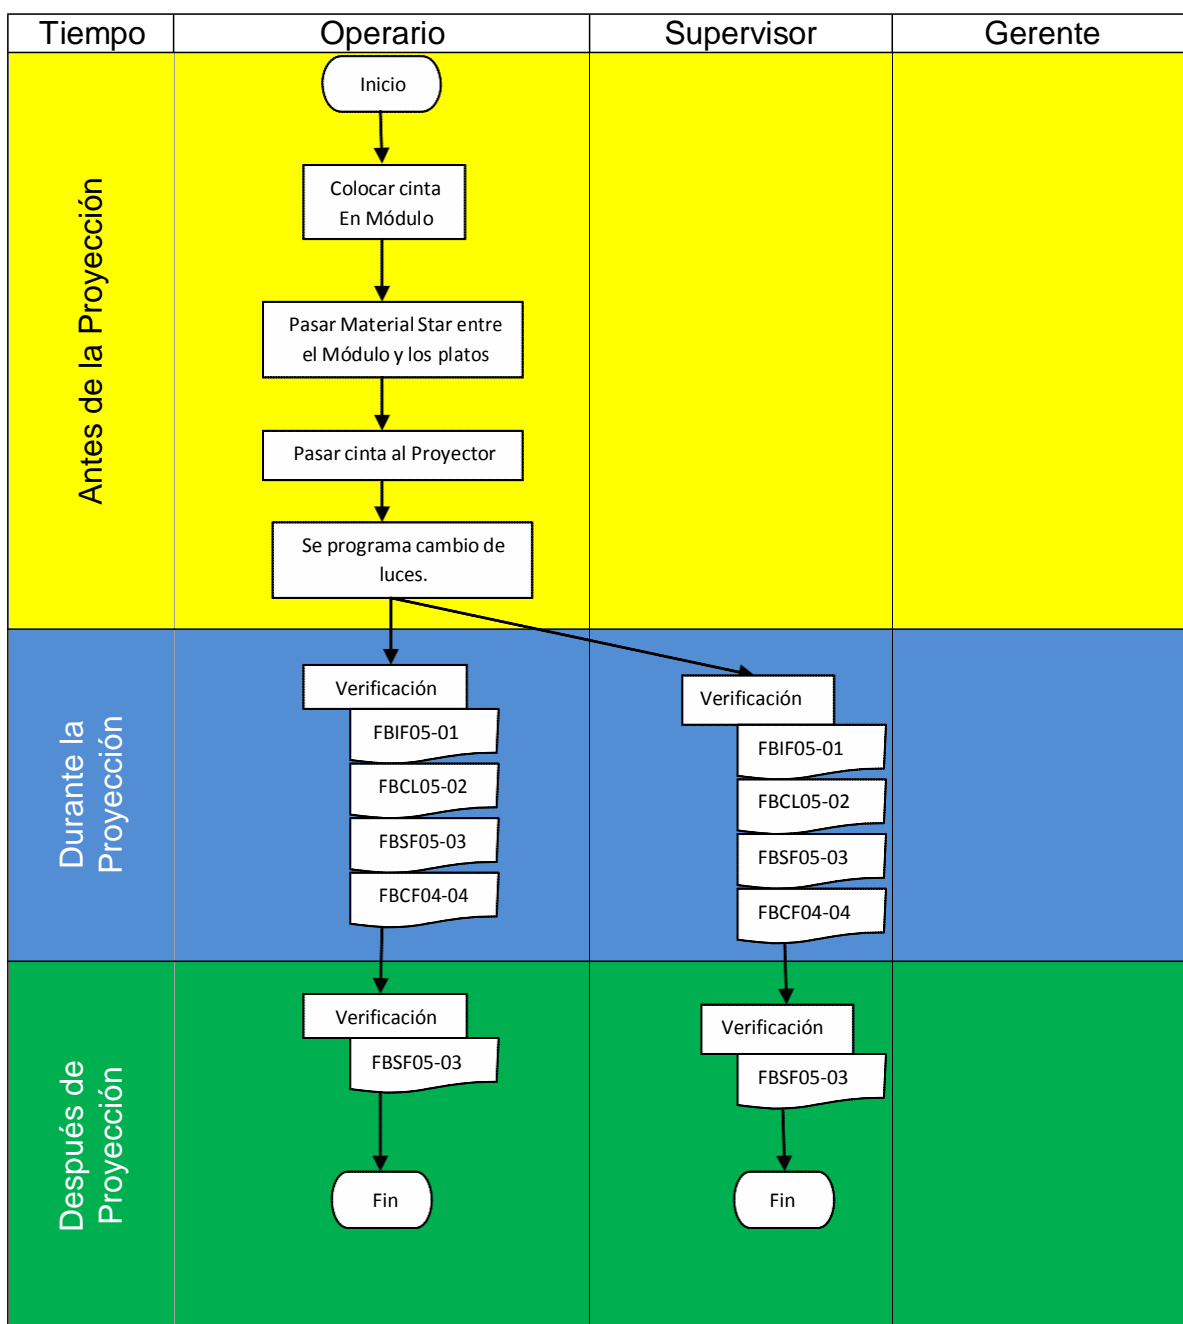 Tiempo
Operario
Supervisor
Gerente
Antes de la Proyección
Inicio
Colocar cinta
En Módulo
Pasar Material Star entre
el Módulo y los platos
Pasar cinta al Proyector
Se programa cambio de
luces.
Durante la
Proyección
Verificación
FBIF05-01
FBCL05-02
FBSF05-03
FBCF04-04
Verificación
FBIF05-01
FBCL05-02
FBSF05-03
FBCF04-04
Después de
Proyección
Verificación
FBSF05-03
Fin
Verificación
FBSF05-03
Fin